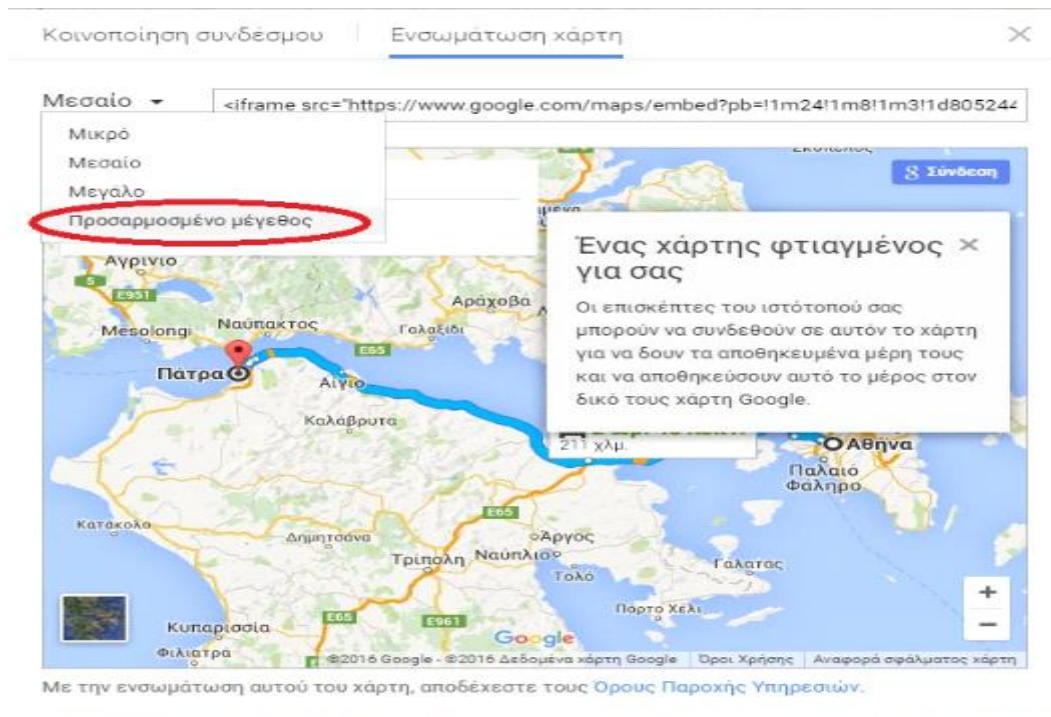 Κοινοποίηση συνδέσμου
Ενσωμάτωση χάρτη
Μεσαίο
<iframe src="https://www.google.com/maps/embed?pb=!1m24!1m8!1m3!1d805244
Μικρό
Μεσαίο
Μεγάλο
Προσαρμοσμένο μέγεθος
Σύνδεση
Ένας χάρτης φτιαγμένος
για σας
Οι επισκέπτες του ιστότοπού σας
μπορούν να συνδεθούν σε αυτόν το χάρτη
για να δουν τα αποθηκευμένα μέρη τους
και να αποθηκεύσουν αυτό το μέρος στον
δικό τους χάρτη Google.
Αγρίνιο
5
E951
Αράχοβα
Mesolongi
Ναύπακτος
Γαλαξίδι
E65
Πάτρα
Αίγιο
Καλάβρυτα
211 χλμ.
Αθήνα
Παλαιό
Φάληρο
E65
Κατάκολο
Δημητσάνα
Άργος
Τρίπολη
Ναύπλιο
Τολό
Γαλατάς
Πόρτο Χέλι
Κυπαρισσία
E65
E961
Φιλιατρά
Google
©2016 Google - ©2016 Δεδομένα χάρτη Google
Όροι Χρήσης
Αναφορά σφάλματος χάρτη
Με την ενσωμάτωση αυτού του χάρτη, αποδέχεστε τους Όρους Παροχής Υπηρεσιών.